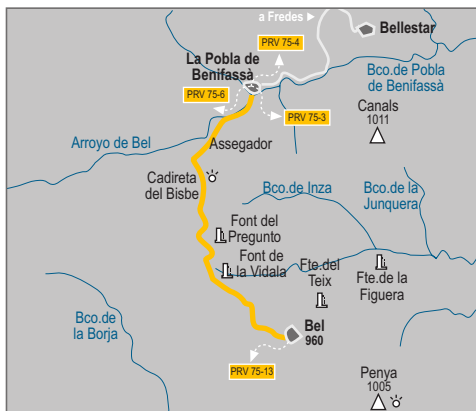 a Fredes
Bellestar
PRV 75-4
La Pobla de
Benifassà
Bco.de Pobla
de Benifassà
PRV 75-6
Canals
1011
PRV 75-3
Arroyo de Bel
Assegador
Cadireta
del Bisbe
Bco.de Inza
Bco.de la
Junquera
Font del
Pregunto
Font de
la Vidala
Fte.del
Teix
Fte.de la
Figuera
Bco.de
la Borja
Bel
960
PRV 75-13
Penya
1005